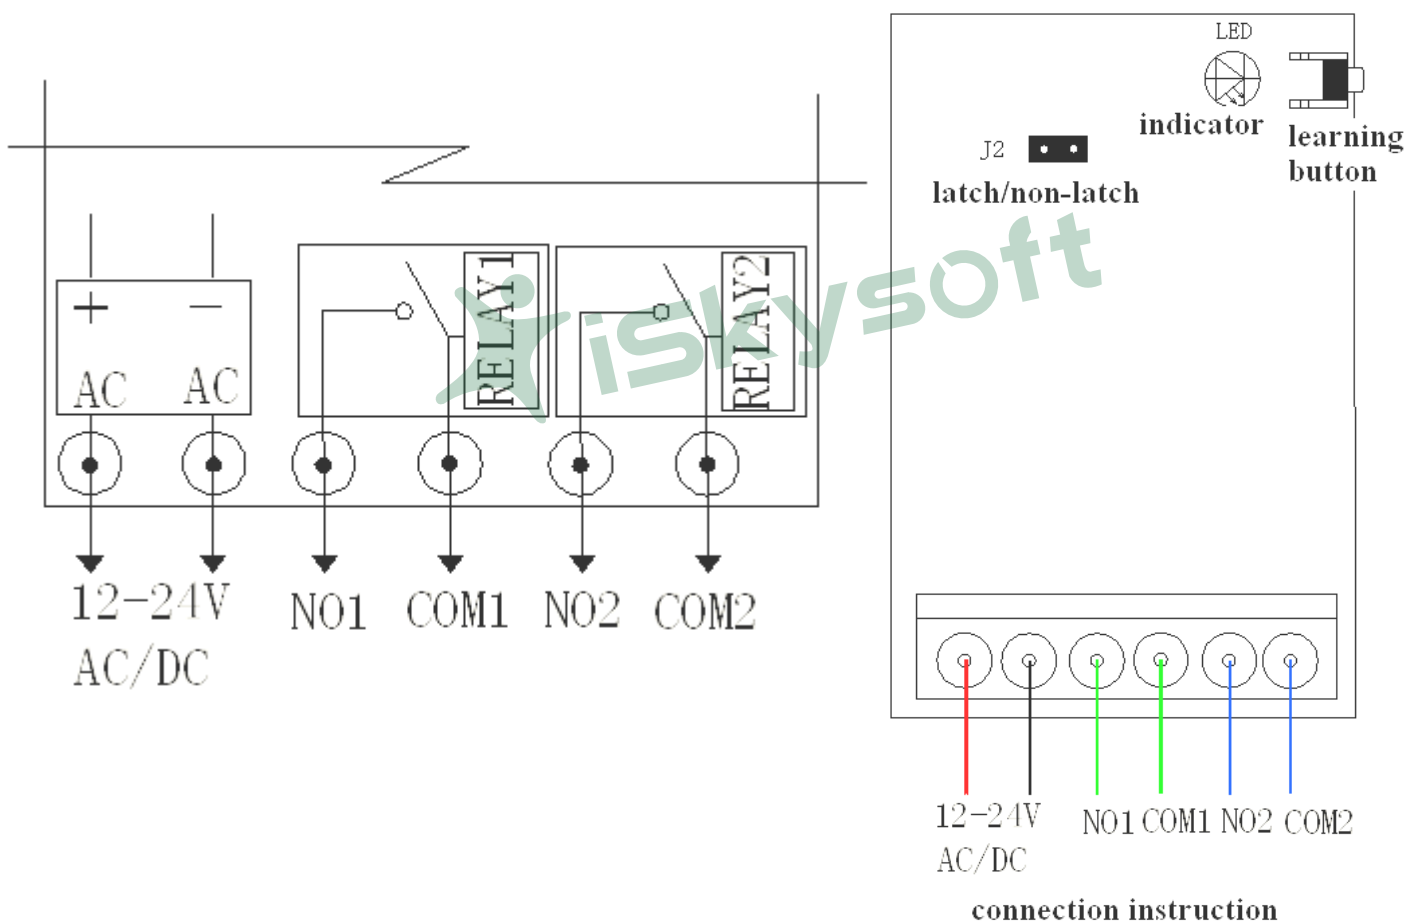 + −
AC AC
RELAY1
RELAY2
12-24V
AC/DC
NO1 COM1 NO2 COM2
iSkysoft
LED
indicator
learning
button
J2
latch/non-latch
12-24V
AC/DC
NO1 COM1 NO2 COM2
connection instruction